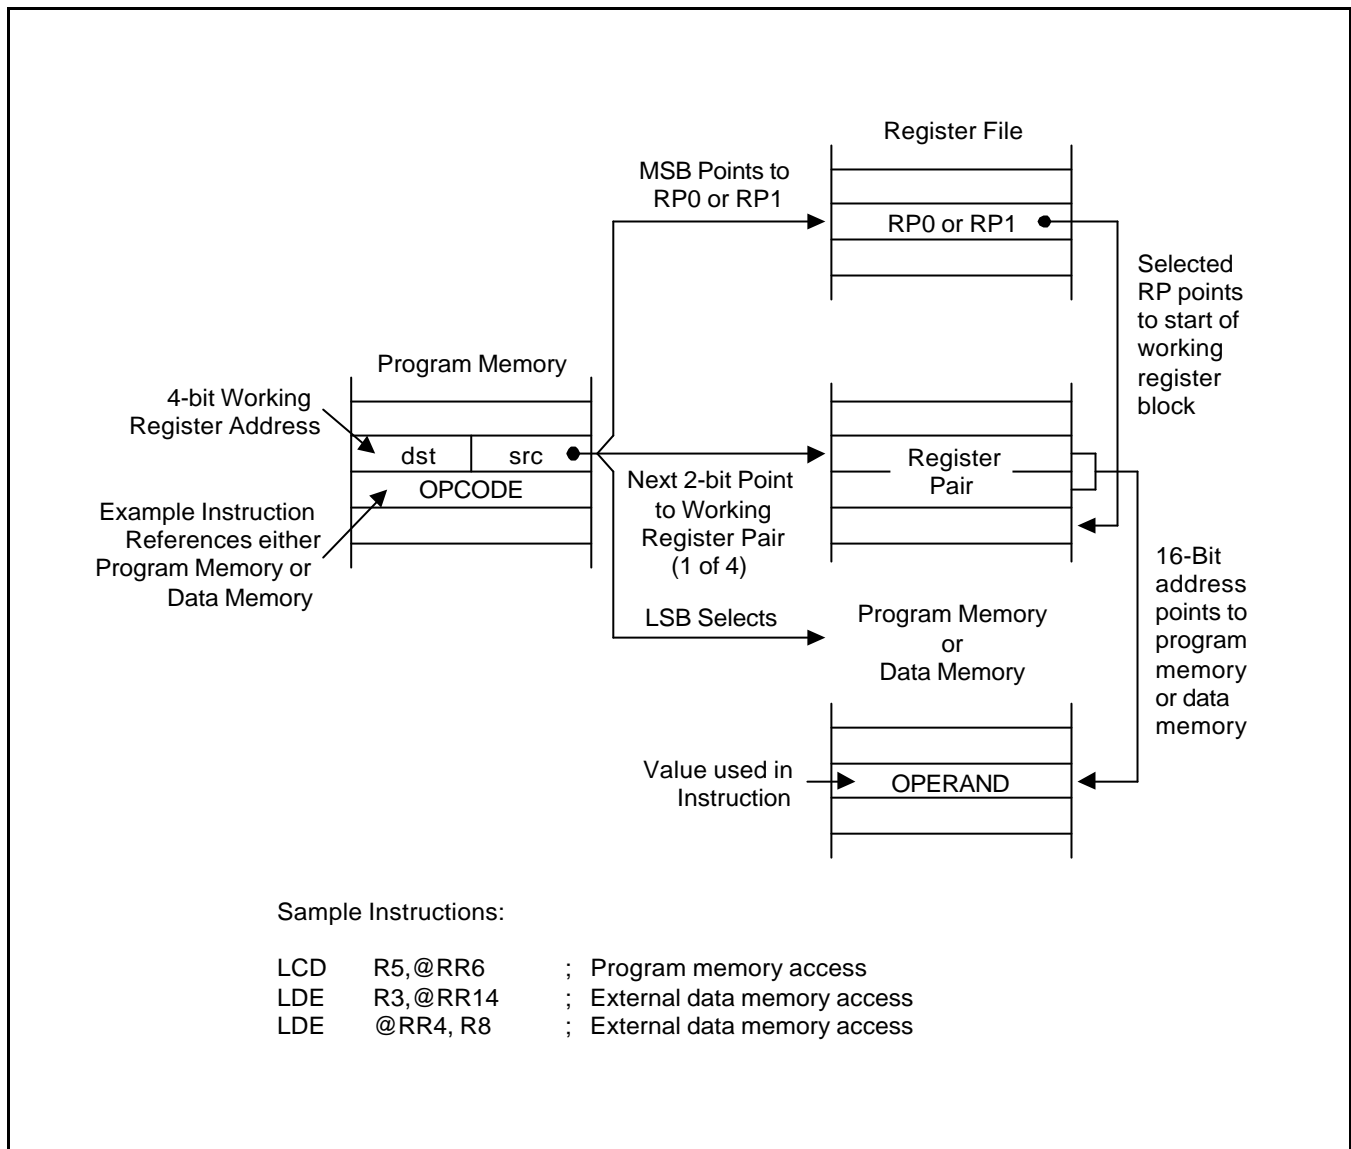 Register File
MSB Points to
RP0 or RP1
RP0 or RP1
Selected
RP points
to start of
working
register
block
Program Memory
4-bit Working
Register Address
dst src
OPCODE
Example Instruction
References either
Program Memory or
Data Memory
Next 2-bit Point
to Working
Register Pair
(1 of 4)
Register
Pair
LSB Selects
Program Memory
or
Data Memory
16-Bit
address
points to
program
memory
or data
memory
Value used in
Instruction
OPERAND
Sample Instructions:
LCD R5,@RR6 ; Program memory access
LDE R3,@RR14 ; External data memory access
LDE @RR4, R8 ; External data memory access